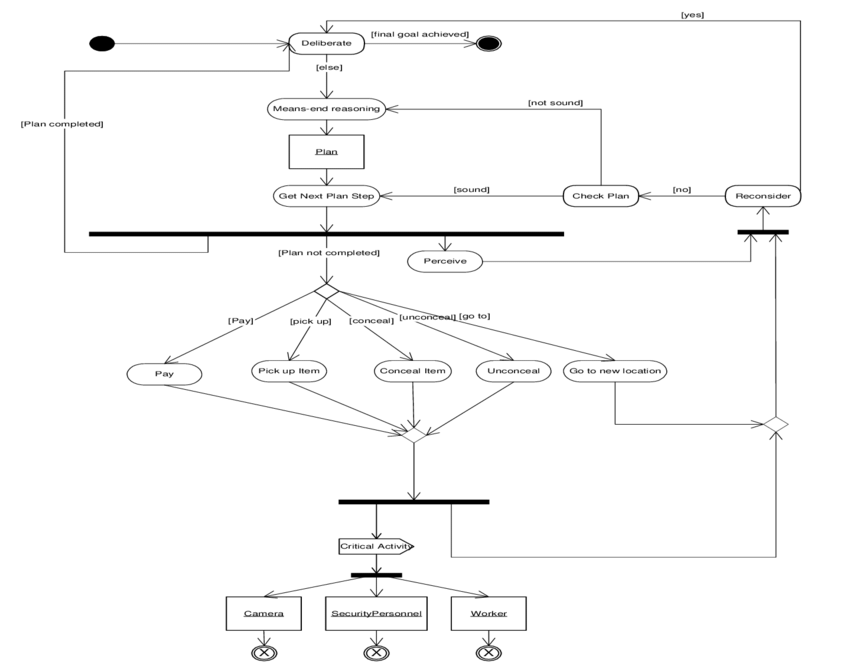 [yes]
Deliberate
[final goal achieved]
[else]
Means-end reasoning
[not sound]
[Plan completed]
Plan
Get Next Plan Step
[sound]
Check Plan
[no]
Reconsider
[Plan not completed]
Perceive
[Pay]
[pick up]
[conceal]
[unconceal]
[go to]
Pay
Pick up Item
Conceal Item
Unconceal
Go to new location
Critical Activity
Camera
SecurityPersonnel
Worker